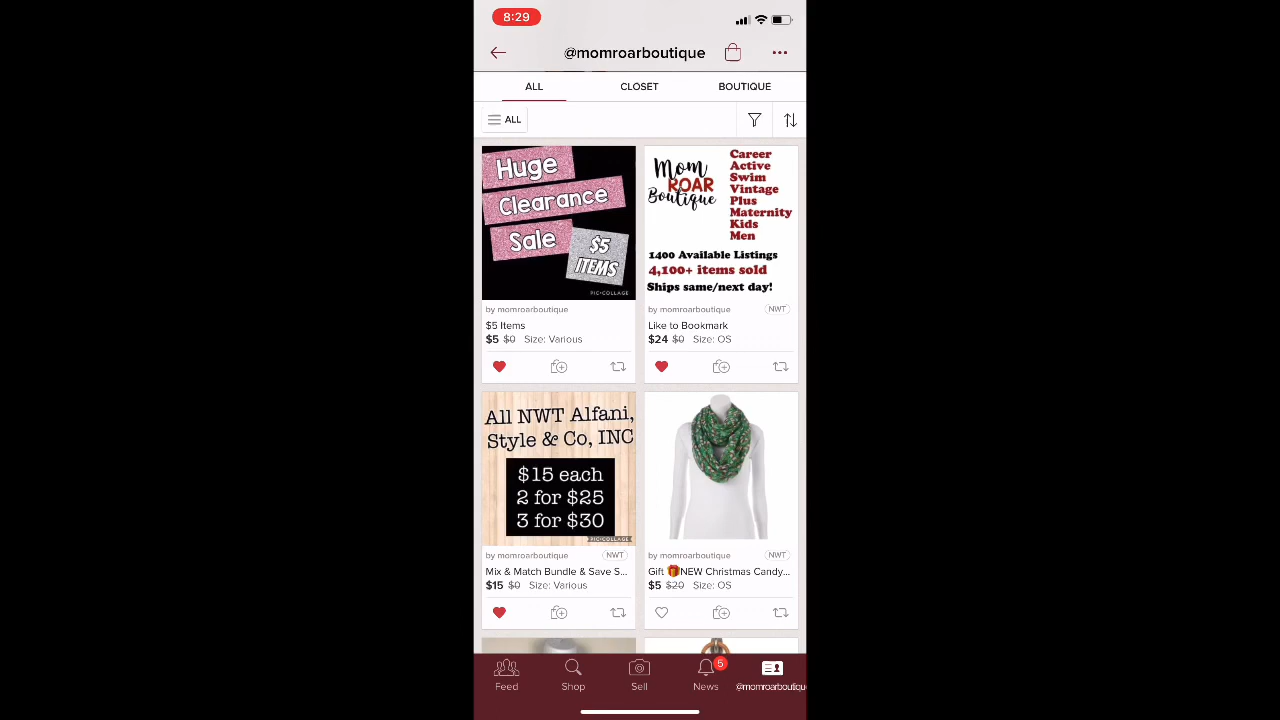 8:29
@momroarboutique
ALL
CLOSET
BOUTIQUE
ALL
Huge
Clearance
Sale
$5
ITEMS
PIC•COLLAGE
by momroarboutique
$5 Items
$5 $0 Size: Various
Mom
ROAR
Boutique
Career
Active
Swim
Vintage
Plus
Maternity
Kids
Men
1400 Available Listings
4,100+ items sold
Ships same/next day!
by momroarboutique NWT
Like to Bookmark
$24 $0 Size: OS
All NWT Alfani,
Style & Co, INC
$15 each
2 for $25
3 for $30
PIC•COLLAGE
by momroarboutique NWT
Mix & Match Bundle & Save S...
$15 $0 Size: Various
by momroarboutique NWT
Gift 🎁NEW Christmas Candy...
$5 $20 Size: OS
Feed
Shop
Sell
5
News
@momroarboutiqu